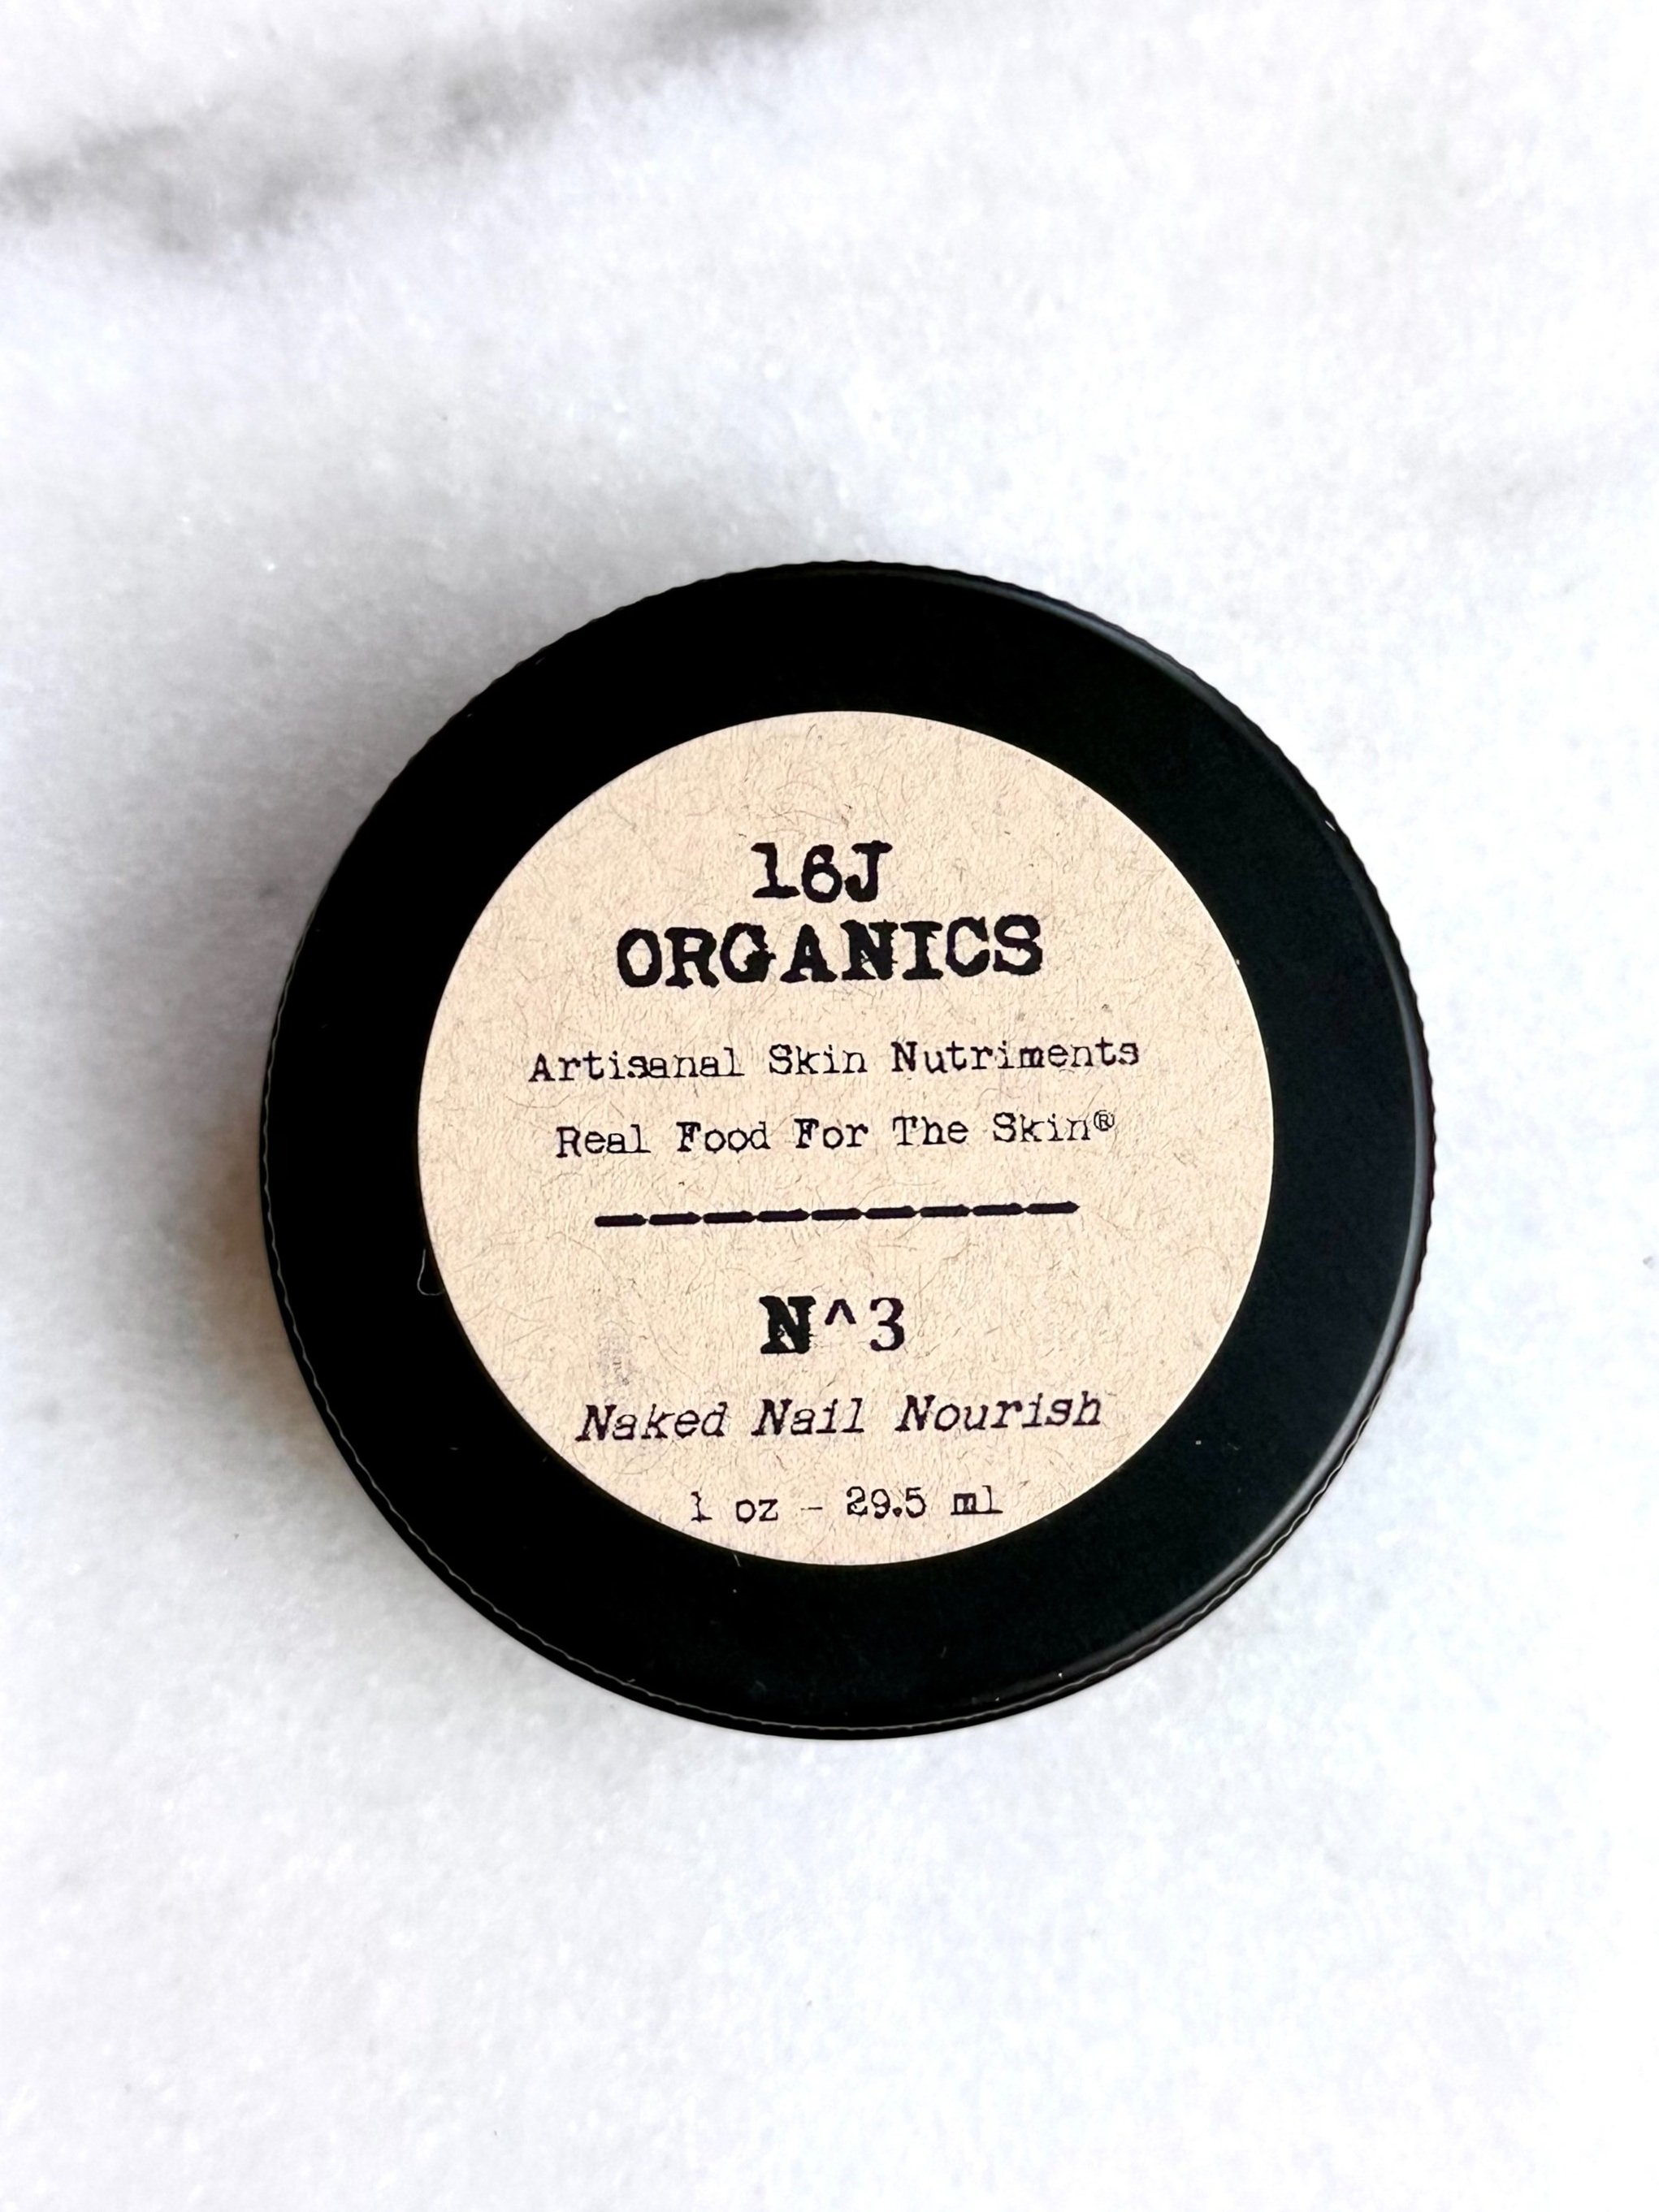 16J
ORGANICS
Artisanal Skin Nutriments
Real Food For The Skin®
---------
N^3
Naked Nail Nourish
1 oz - 29.5 ml